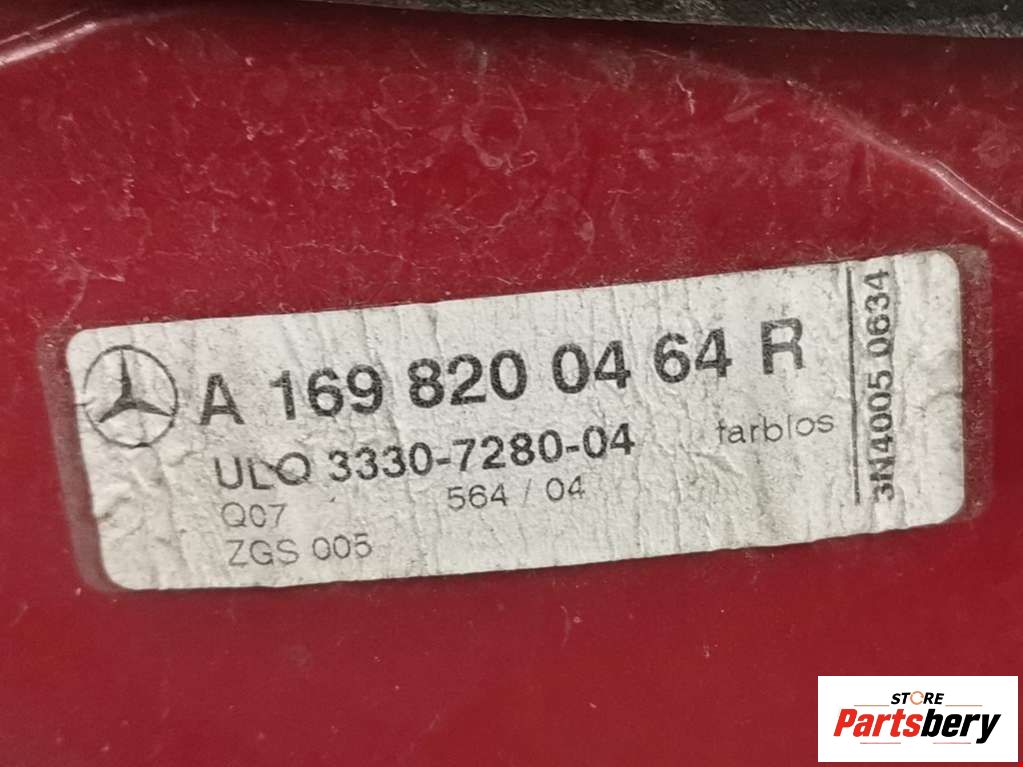 A 169 820 04 64 R
ULO 3330-7280-04 farblos
564 / 04
Q07
ZGS 005
3N4005 0634
STORE
Partsbery